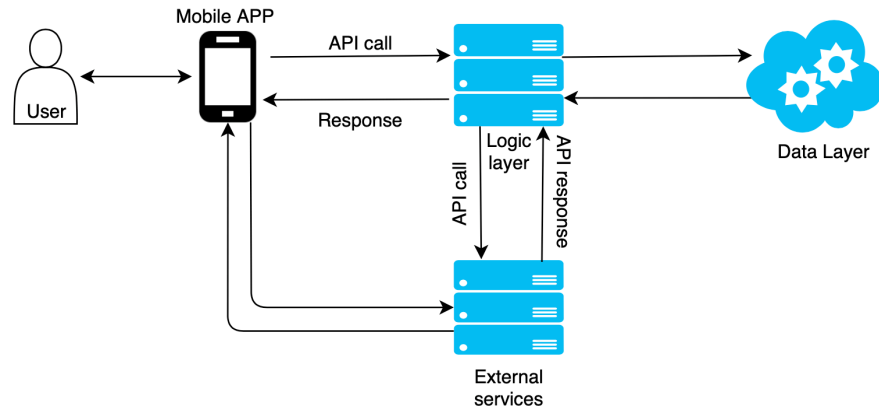 Mobile APP
User
API call
Response
Logic
layer
API call
API response
Data Layer
External
services